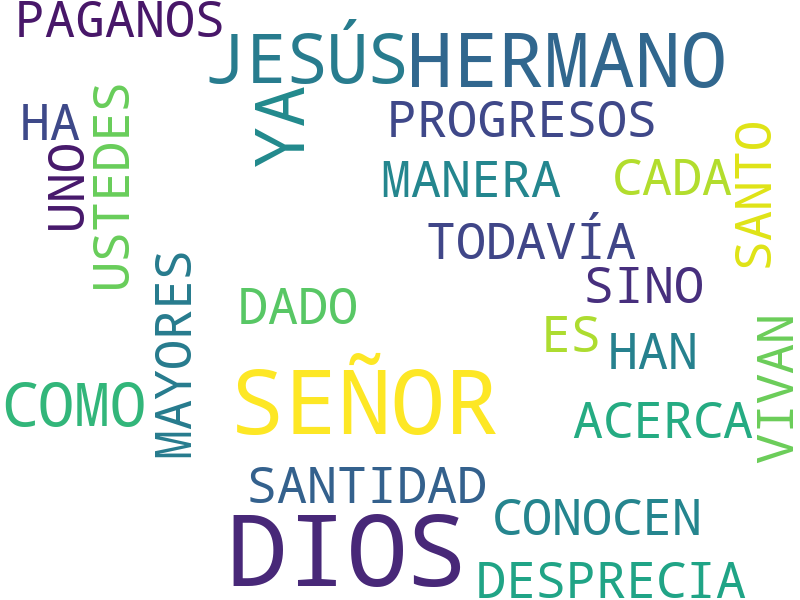 PAGANOS
JESÚS
HERMANO
HA
YA
PROGRESOS
UNO
USTEDES
MANERA
CADA
SANTO
TODAVÍA
SINO
MAYORES
DADO
ES
HAN
VIVAN
COMO
SEÑOR
ACERCA
SANTIDAD
CONOCEN
DIOS
DESPRECIA